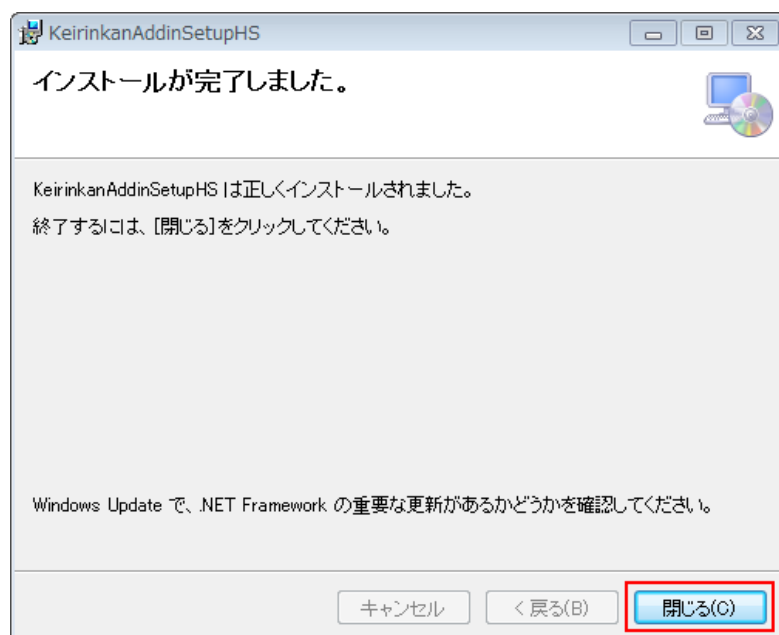 KeirinkanAddinSetupHS
インストールが完了しました。
KeirinkanAddinSetupHS は正しくインストールされました。
終了するには、[閉じる]をクリックしてください。
Windows Update で、.NET Framework の重要な更新があるかどうかを確認してください。
キャンセル
< 戻る(B)
閉じる(C)